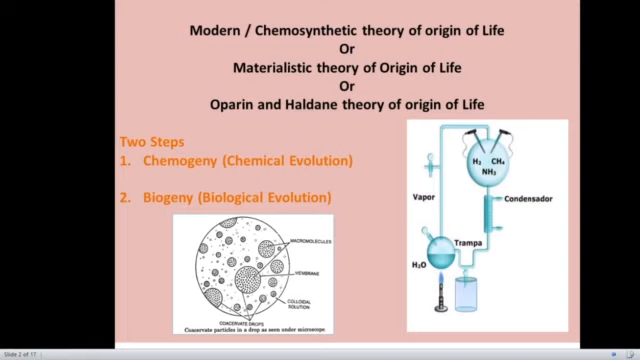 Modern / Chemosynthetic theory of origin of Life
Or
Materialistic theory of Origin of Life
Or
Oparin and Haldane theory of origin of Life
Two Steps
1. Chemogeny (Chemical Evolution)
2. Biogeny (Biological Evolution)
MACROMOLECULES
MEMBRANE
COLLOIDAL
SOLUTION
COACERVATE DROPS
Coacervate particles in a drop as seen under microscope.
H₂ CH₄
NH₃
Vapor
Condensador
Trampa
H₂O
Slide 2 of 17